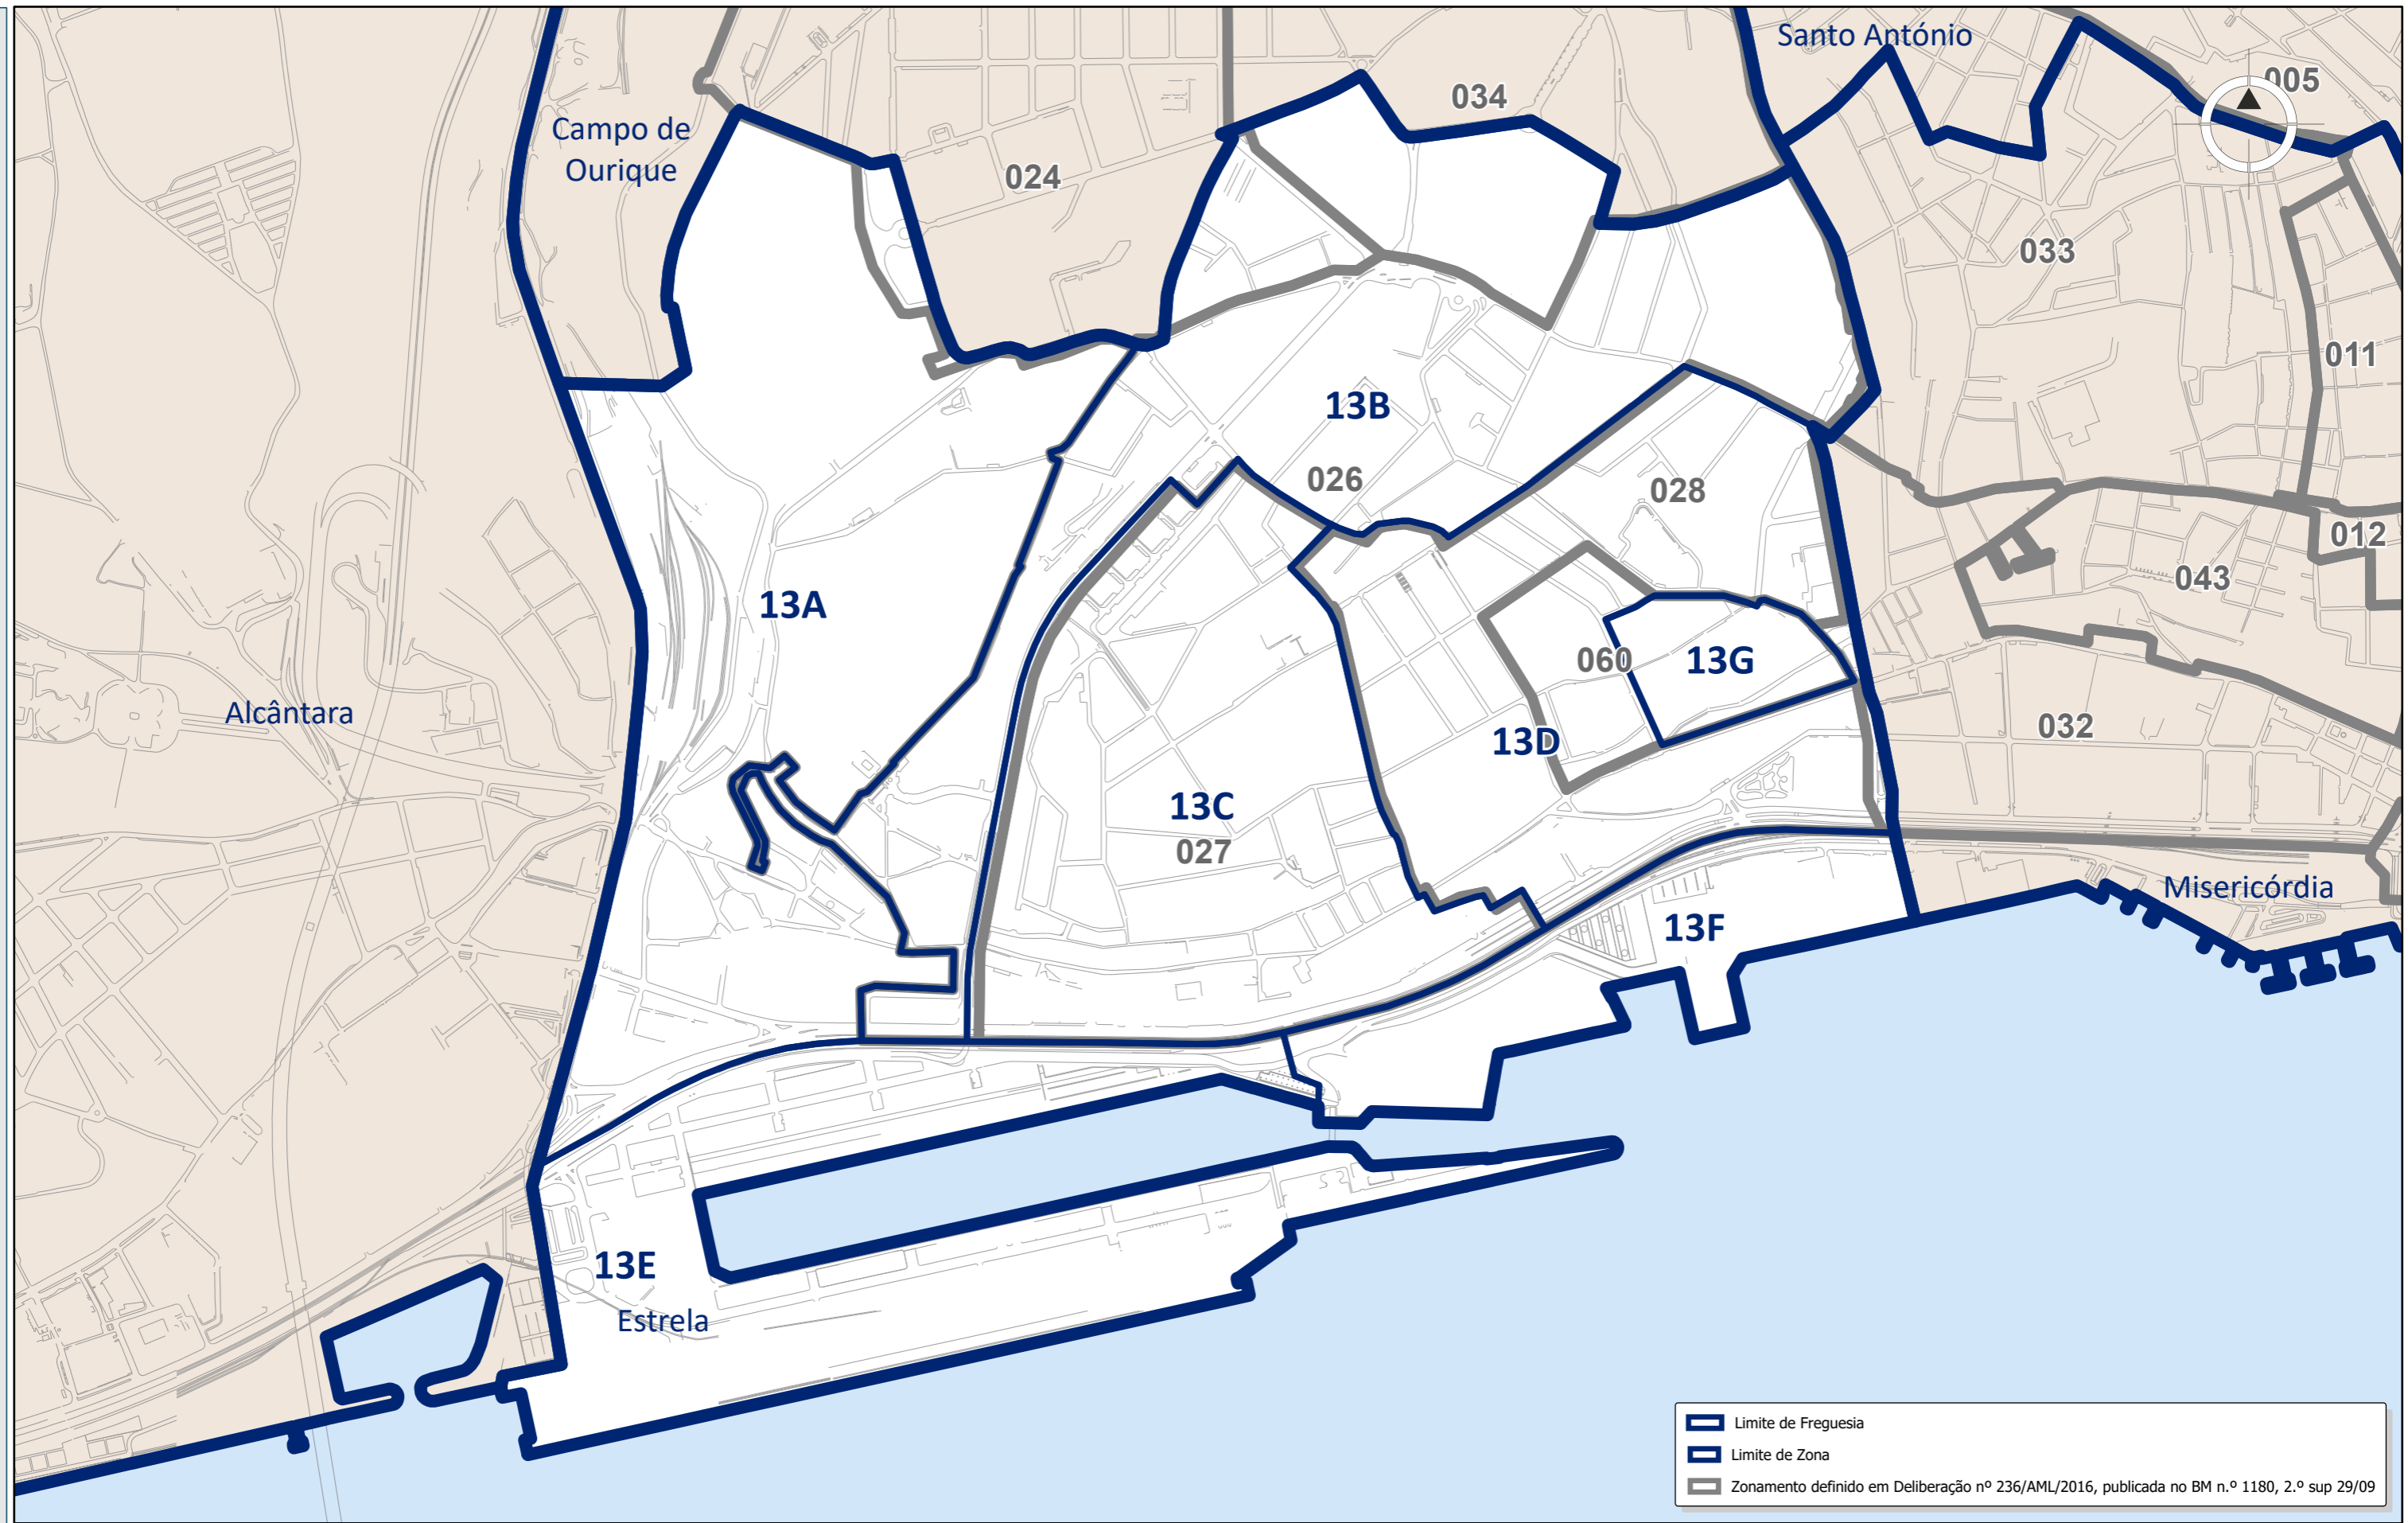 Santo António
005
034
Campo de
Ourique
024
033
011
13B
026
028
012
043
13A
060
13G
Alcântara
032
13D
13C
027
Misericórdia
13F
13E
Estrela
Limite de Freguesia
Limite de Zona
Zonamento definido em Deliberação nº 236/AML/2016, publicada no BM n.º 1180, 2.º sup 29/09